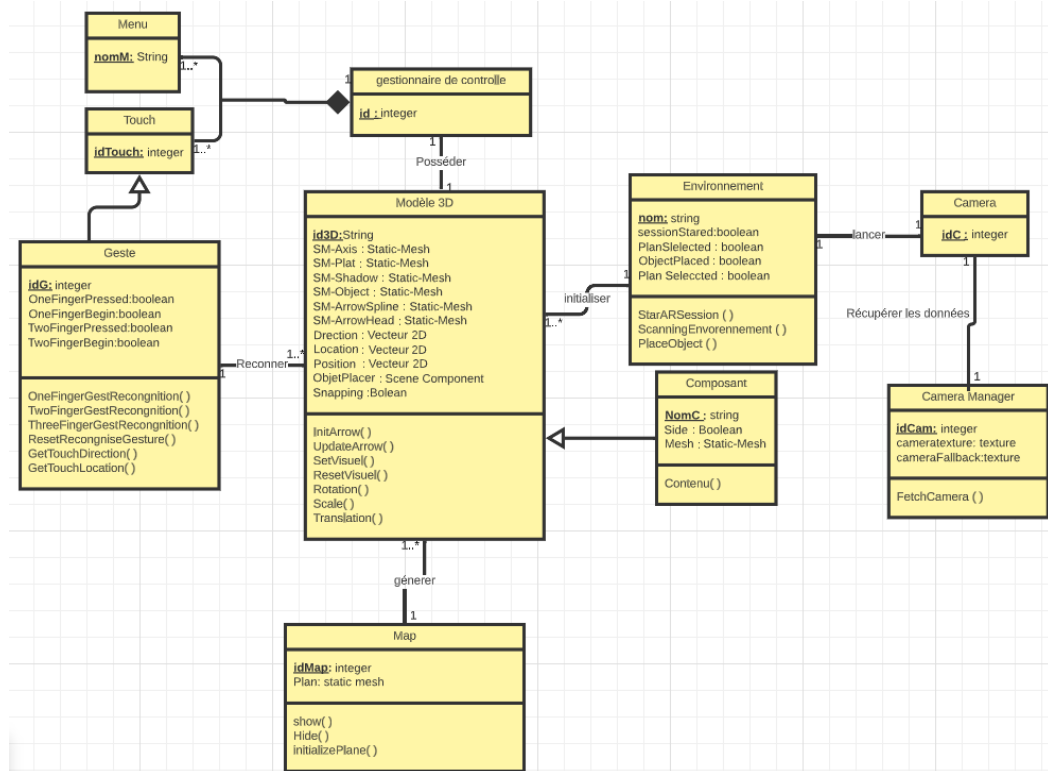 Menu
nomM: String
1..*
Touch
idTouch: integer
1..*
1
gestionnaire de controlle
id : integer
1
Posséder
1
Geste
idG: integer
OneFingerPressed:boolean
OneFingerBegin:boolean
TwoFingerPressed:boolean
TwoFingerBegin:boolean
OneFingerGestRecongnition( )
TwoFingerGestRecongnition( )
ThreeFingerGestRecongnition( )
ResetRecongniseGesture( )
GetTouchDirection( )
GetTouchLocation( )
1
Reconner
1..*
Modèle 3D
id3D:String
SM-Axis : Static-Mesh
SM-Plat : Static-Mesh
SM-Shadow : Static-Mesh
SM-Object : Static-Mesh
SM-ArrowSpline : Static-Mesh
SM-ArrowHead : Static-Mesh
Direction : Vecteur 2D
Location : Vecteur 2D
Position : Vecteur 2D
ObjetPlacer : Scene Component
Snapping :Bolean
InitArrow( )
UpdateArrow( )
SetVisuel( )
ResetVisuel( )
Rotation( )
Scale( )
Translation( )
1..*
initialiser
1
Environnement
nom: string
sessionStared:boolean
PlanSlelected : boolean
ObjectPlaced : boolean
Plan Seleccted : boolean
StarARSession ( )
ScanningEnvorennement ( )
PlaceObject ( )
1
lancer
1
Camera
idC : integer
1
Récupérer les données
1
Composant
NomC : string
Side : Boolean
Mesh : Static-Mesh
Contenu( )
Camera Manager
idCam: integer
cameratexture: texture
cameraFallback:texture
FetchCamera ( )
1..*
génerer
1
Map
idMap: integer
Plan: static mesh
show( )
Hide( )
initializePlane( )